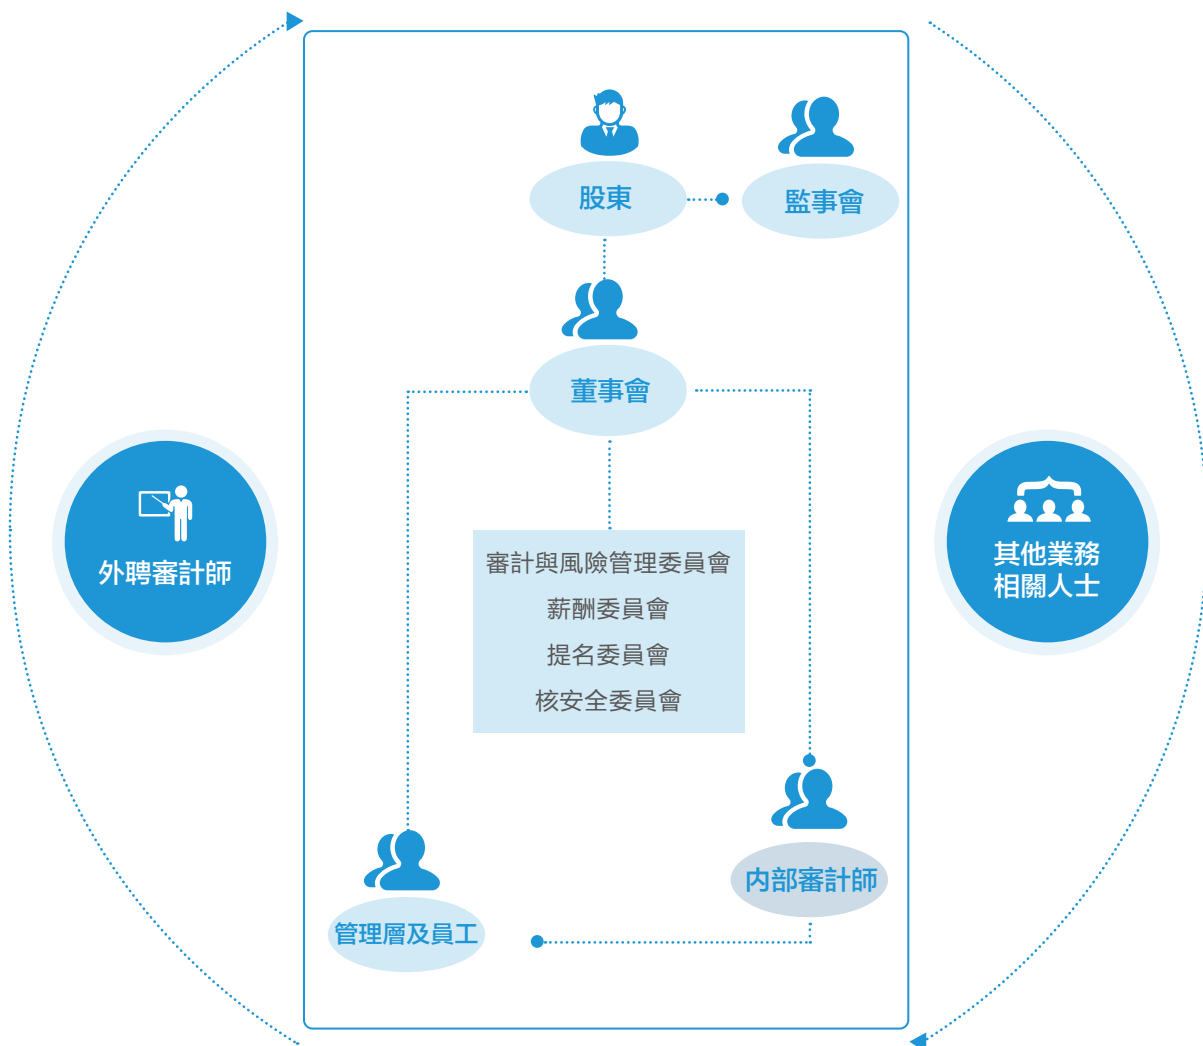 股東
監事會
董事會
外聘審計師
審計與風險管理委員會
薪酬委員會
提名委員會
核安全委員會
其他業務
相關人士
内部審計師
管理層及員工